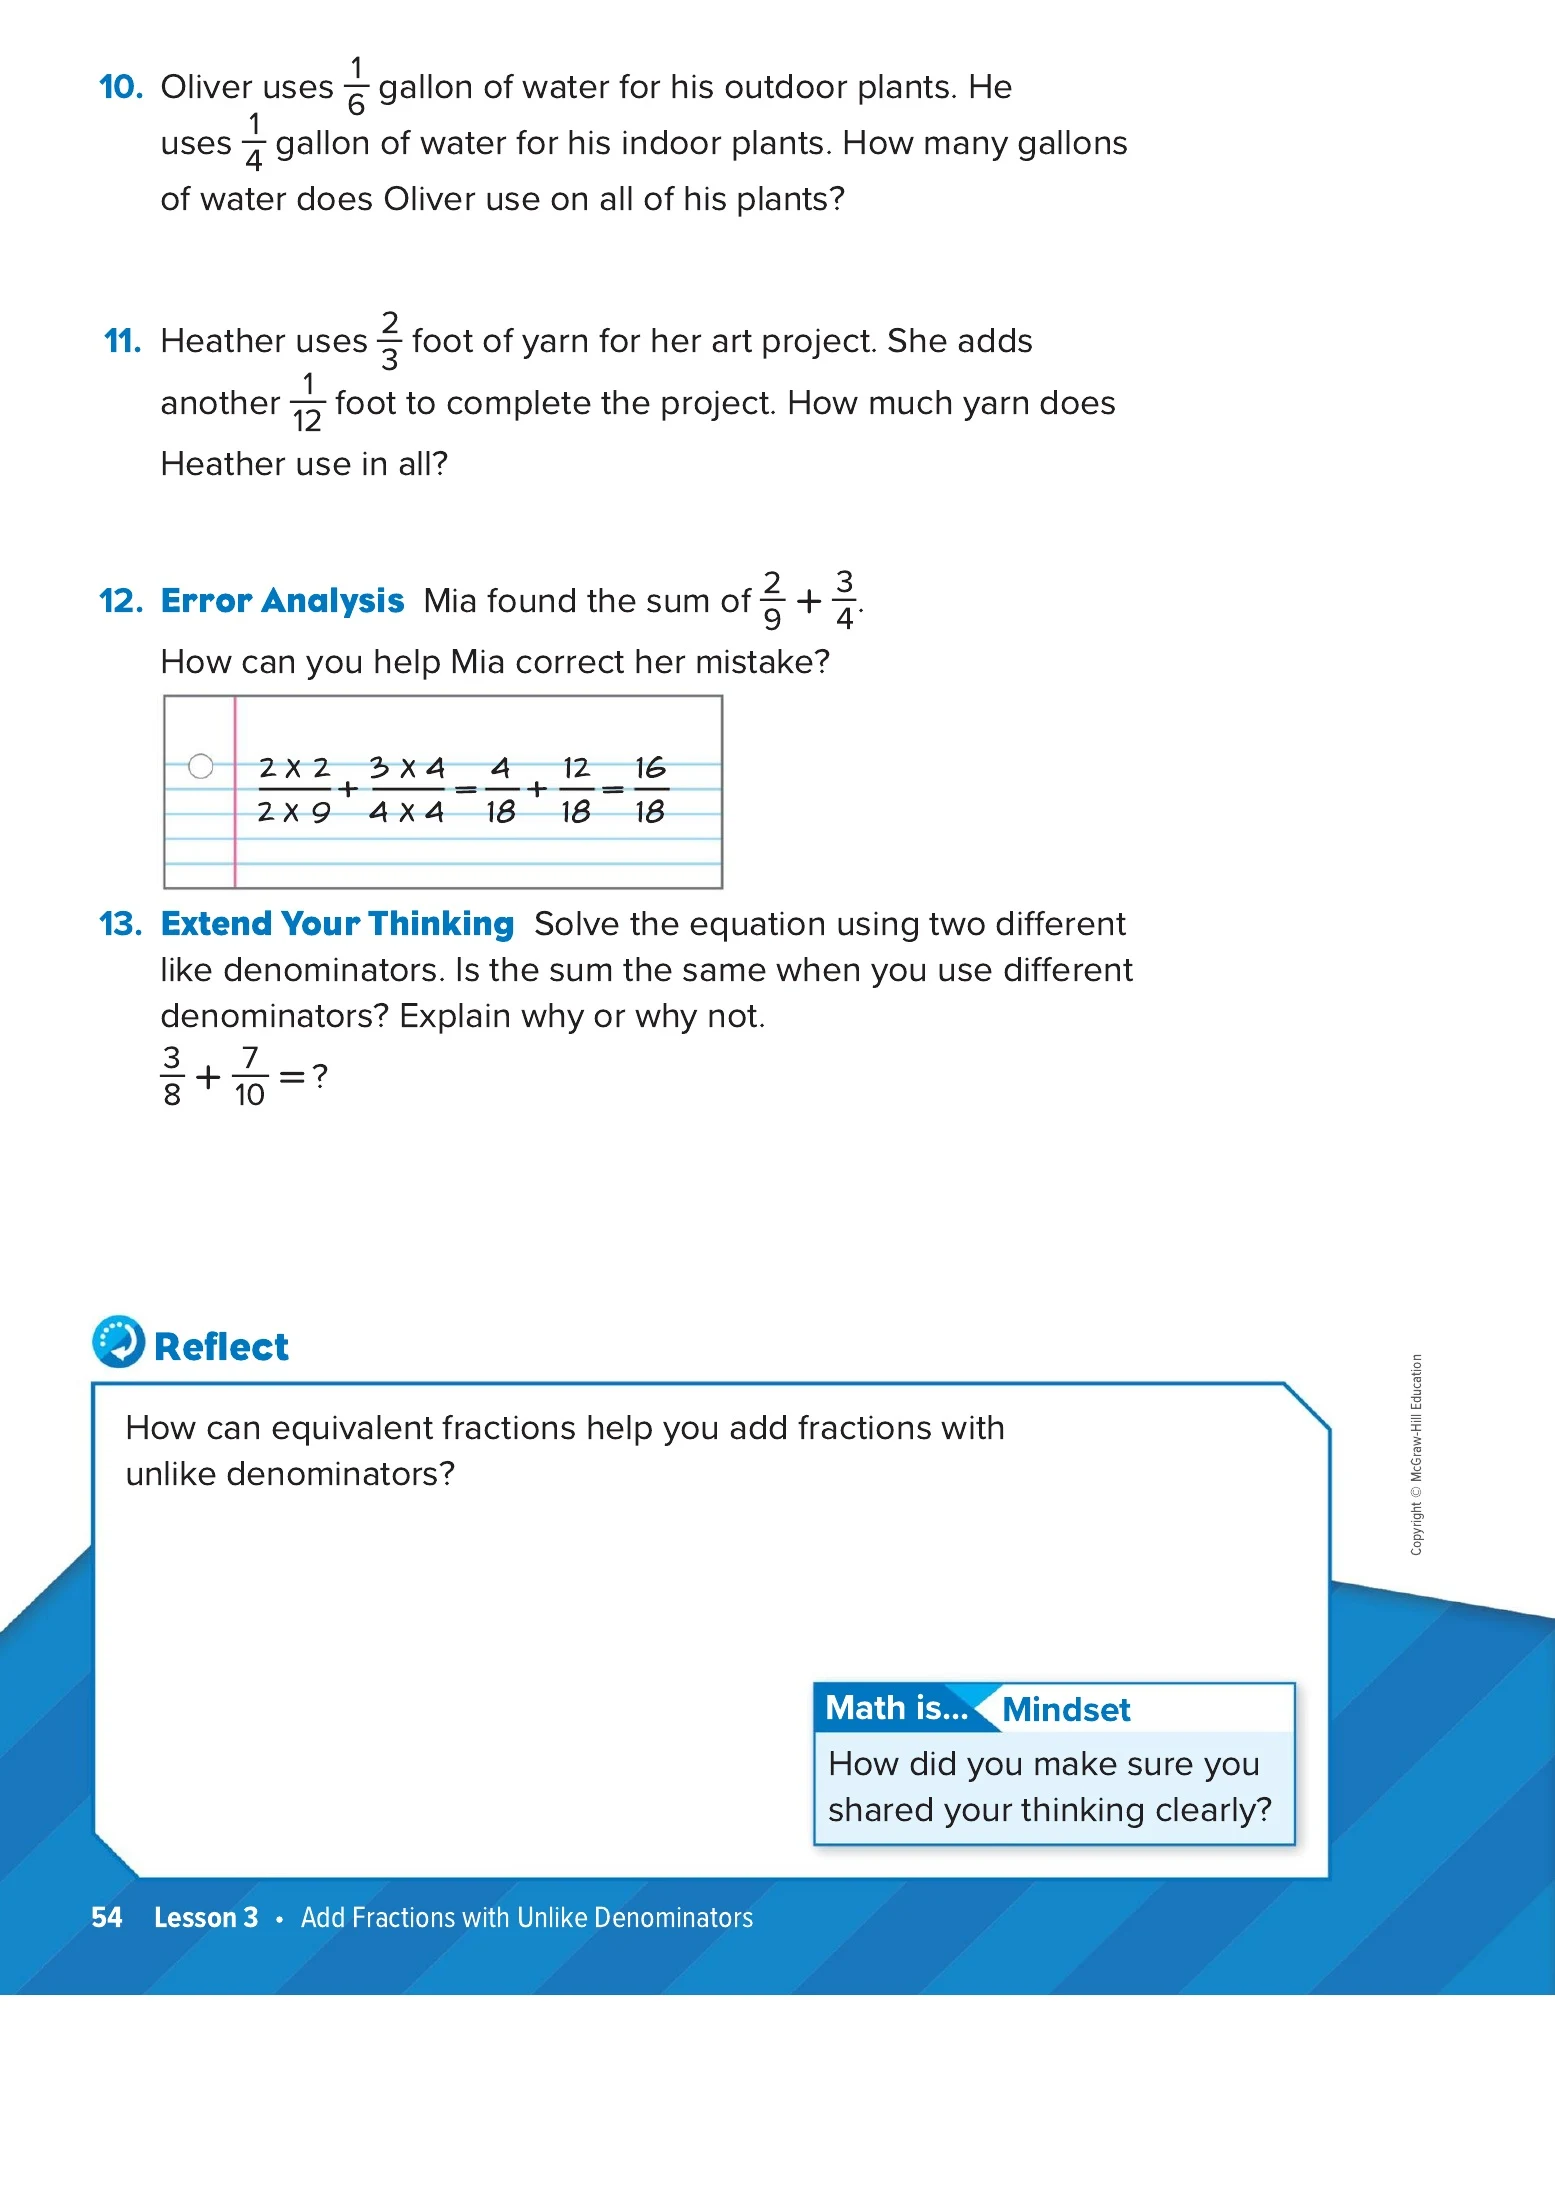 10. Oliver uses 1/6 gallon of water for his outdoor plants. He
uses 1/4 gallon of water for his indoor plants. How many gallons
of water does Oliver use on all of his plants?
11. Heather uses 2/3 foot of yarn for her art project. She adds
another 1/12 foot to complete the project. How much yarn does
Heather use in all?
12. Error Analysis Mia found the sum of 2/9 + 3/4.
How can you help Mia correct her mistake?
2 x 2/2 x 9 + 3 x 4/4 x 4 = 4/18 + 12/18 = 16/18
13. Extend Your Thinking Solve the equation using two different
like denominators. Is the sum the same when you use different
denominators? Explain why or why not.
3/8 + 7/10 = ?
Reflect
How can equivalent fractions help you add fractions with
unlike denominators?
Math is... Mindset
How did you make sure you
shared your thinking clearly?
54 Lesson 3 • Add Fractions with Unlike Denominators
Copyright © McGraw-Hill Education